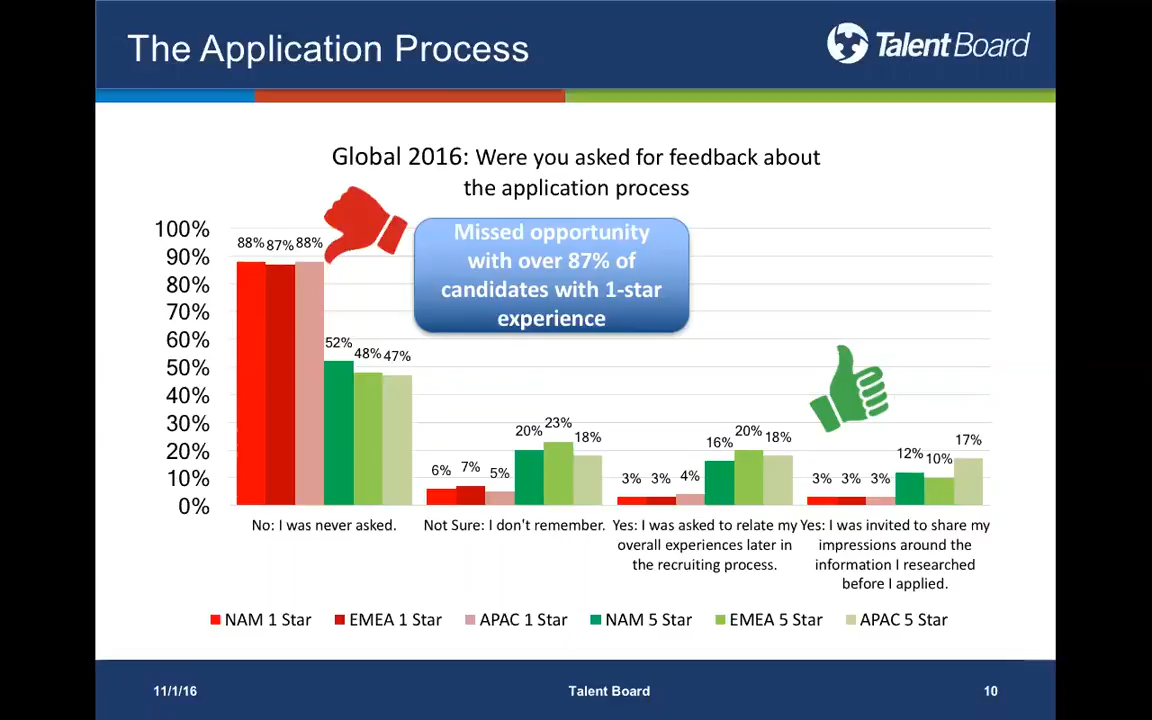 The Application Process
TalentBoard
Global 2016: Were you asked for feedback about
the application process
Missed opportunity
with over 87% of
candidates with 1-star
experience
100%
90%
80%
70%
60%
50%
40%
30%
20%
10%
0%
88% 87% 88% 52% 48% 47%
6% 7% 5% 20% 23% 18%
3% 3% 4% 16% 20% 18%
3% 3% 3% 12% 10% 17%
No: I was never asked.
Not Sure: I don't remember.
Yes: I was asked to relate my
overall experiences later in
the recruiting process.
Yes: I was invited to share my
impressions around the
information I researched
before I applied.
NAM 1 Star EMEA 1 Star APAC 1 Star NAM 5 Star EMEA 5 Star APAC 5 Star
11/1/16 Talent Board 10